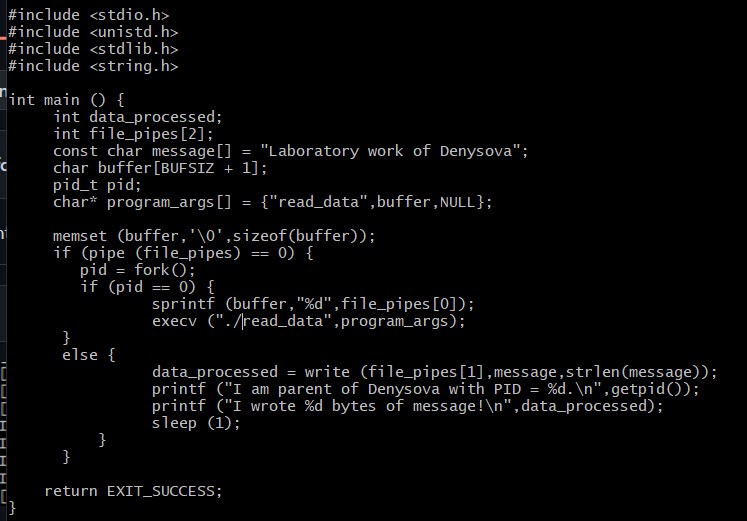 #include <stdio.h>
#include <unistd.h>
#include <stdlib.h>
#include <string.h>

int main () {
     int data_processed;
     int file_pipes[2];
     const char message[] = "Laboratory work of Denysova";
     char buffer[BUFSIZ + 1];
     pid_t pid;
     char* program_args[] = {"read_data",buffer,NULL};

     memset (buffer,'\0',sizeof(buffer));
     if (pipe (file_pipes) == 0) {
        pid = fork();
        if (pid == 0) {
                sprintf (buffer,"%d",file_pipes[0]);
                execv ("./read_data",program_args);
      }
      else {
                data_processed = write (file_pipes[1],message,strlen(message));
                printf ("I am parent of Denysova with PID = %d.\n",getpid());
                printf ("I wrote %d bytes of message!\n",data_processed);
                sleep (1);
          }
      }

    return EXIT_SUCCESS;
}